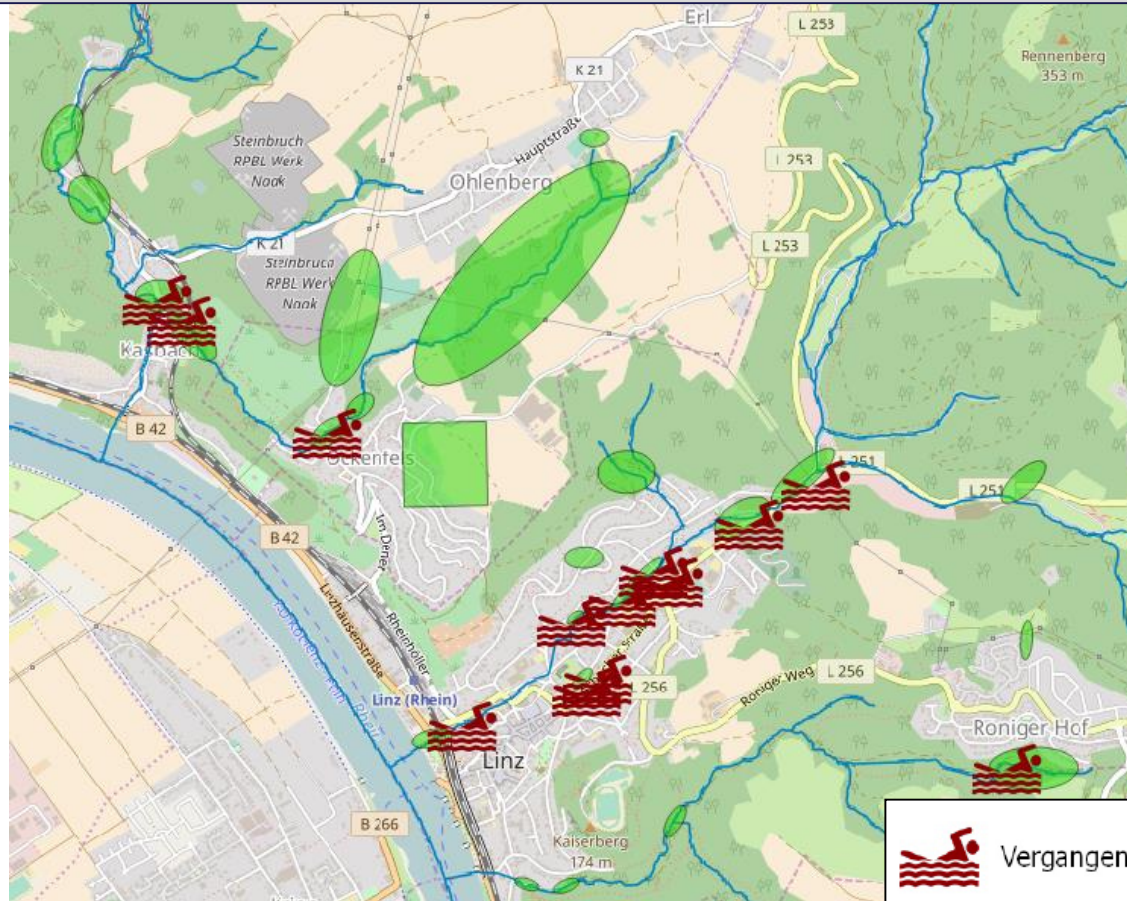 Erl
L 253
Rennenberg
353 m
K 21
Steinbruch
RPBL Werk
Naak
Hauptstraße
L 253
Ohlenberg
K 21
L 253
Steinbruch
RPBL Werk
Naak
Kasbach
B 42
Ockenfels
L 251
L 251
B 42
Im Dener
Linzhausenstraße
Rheinhöller
Linz (Rhein)
L 256
L 256
Roniger Weg
Roniger Hof
Linz
B 266
Kaiserberg
174 m
Vergangen